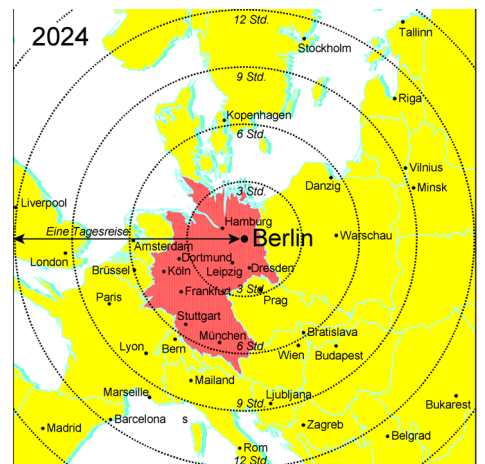 2024
12 Std.
Tallinn
Stockholm
9 Std.
Riga
Kopenhagen
6 Std.
Vilnius
Minsk
Danzig
3 Std.
Liverpool
Hamburg
Eine Tagesreise
Berlin
Warschau
Amsterdam
London
Dortmund
Brüssel
Köln
Leipzig
Dresden
Paris
Frankfurt
3 Std.
Prag
Stuttgart
München
Bratislava
Lyon
Bern
6 Std.
Wien
Budapest
Mailand
Marseille
Ljubljana
Bukarest
9 Std.
Barcelona
s
Madrid
Zagreb
Belgrad
Rom
12 Std.